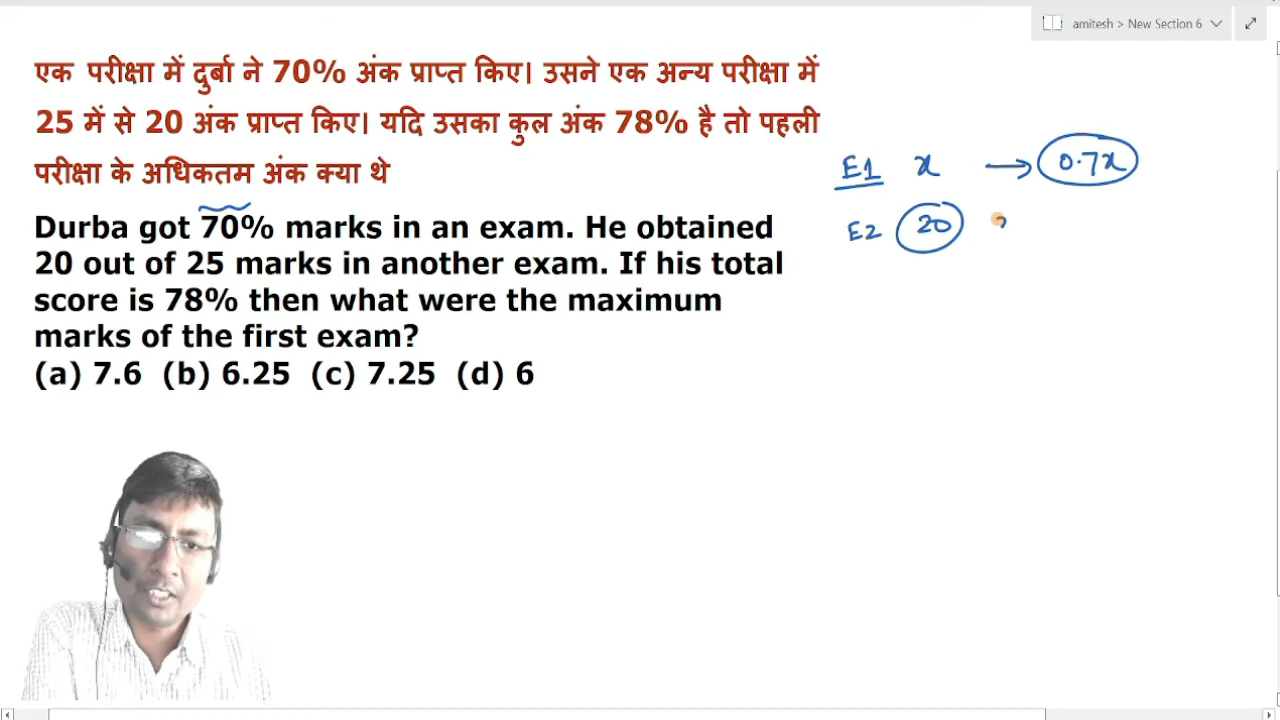 amitesh > New Section 6
एक परीक्षा में दुर्बा ने 70% अंक प्राप्त किए। उसने एक अन्य परीक्षा में
25 में से 20 अंक प्राप्त किए। यदि उसका कुल अंक 78% है तो पहली
परीक्षा के अधिकतम अंक क्या थे
Durba got 70% marks in an exam. He obtained
20 out of 25 marks in another exam. If his total
score is 78% then what were the maximum
marks of the first exam?
(a) 7.6 (b) 6.25 (c) 7.25 (d) 6
E1 x → 0.7x
E2 20